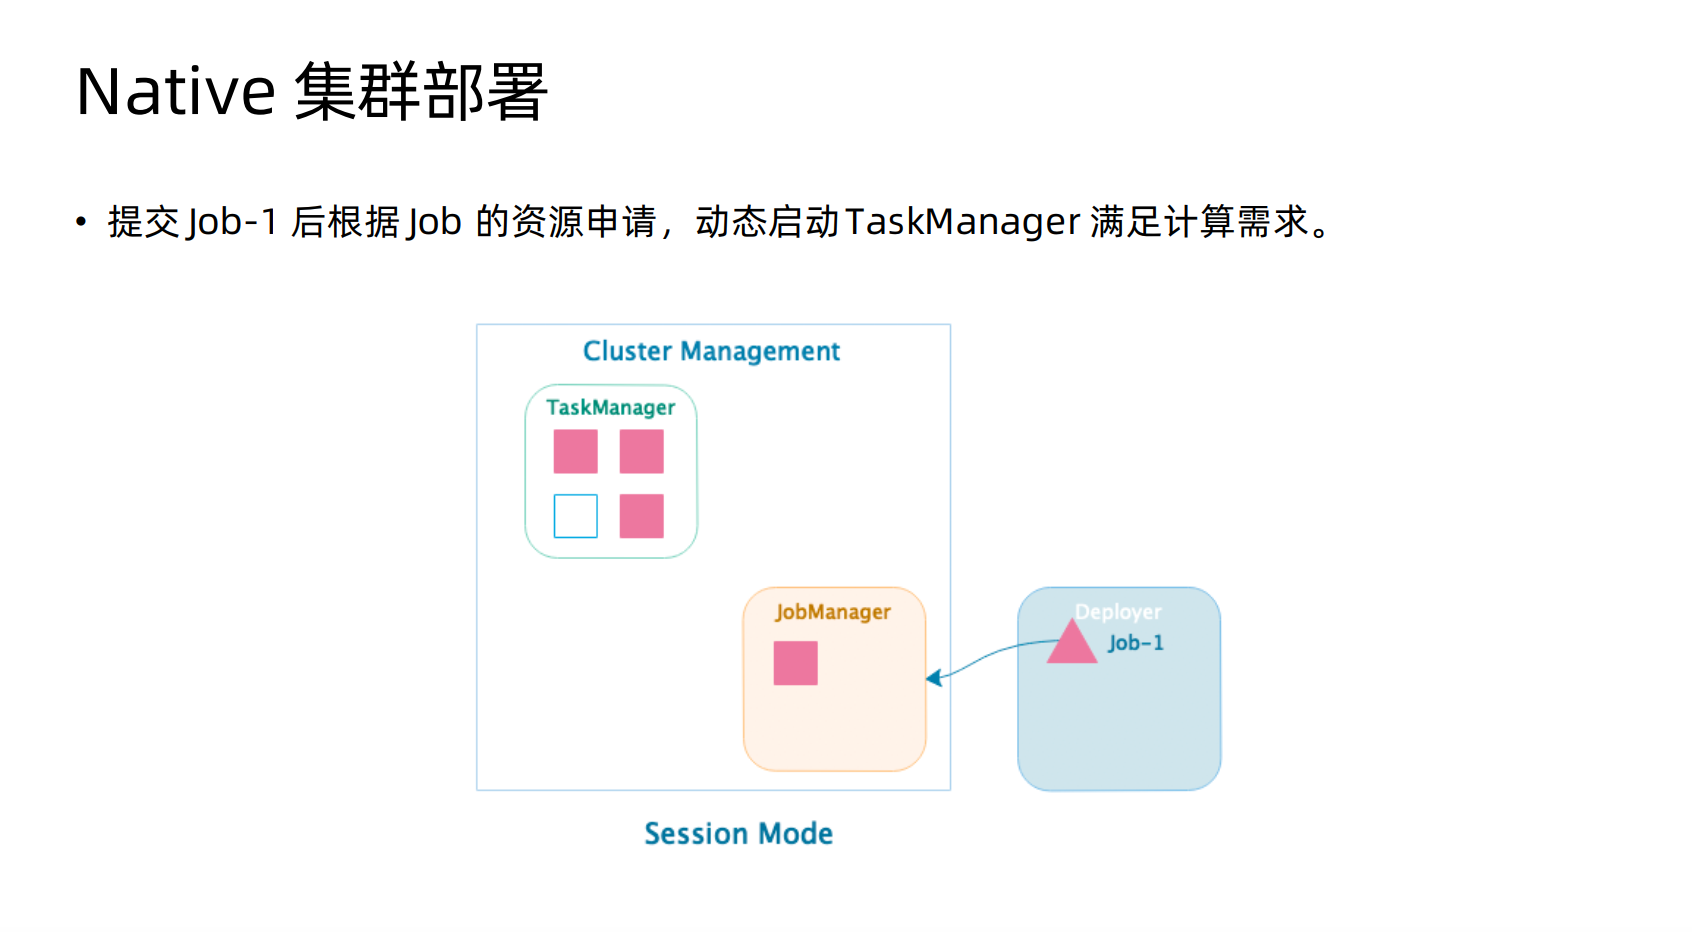 Native 集群部署
• 提交 Job-1 后根据 Job 的资源申请，动态启动 TaskManager 满足计算需求。
Cluster Management
TaskManager
JobManager
Deployer
Job-1
Session Mode